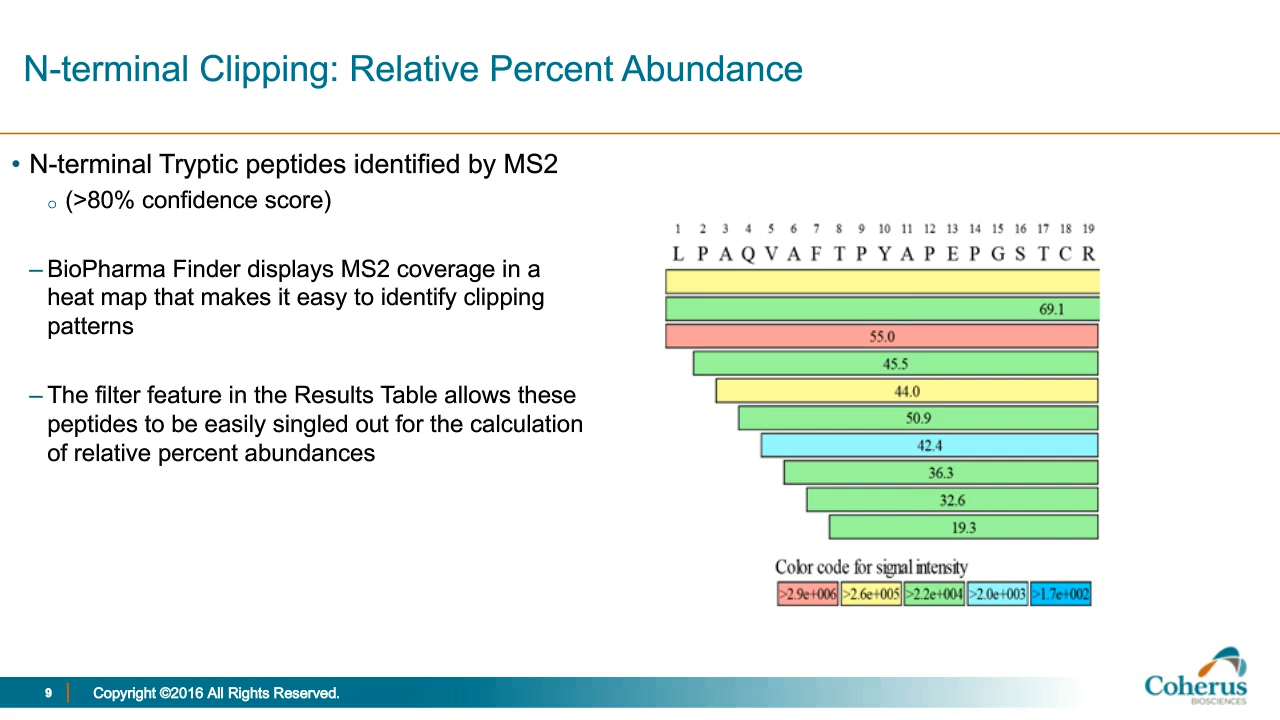 N-terminal Clipping: Relative Percent Abundance
• N-terminal Tryptic peptides identified by MS2
o (>80% confidence score)
– BioPharma Finder displays MS2 coverage in a
heat map that makes it easy to identify clipping
patterns
– The filter feature in the Results Table allows these
peptides to be easily singled out for the calculation
of relative percent abundances
1 2 3 4 5 6 7 8 9 10 11 12 13 14 15 16 17 18 19
L P A Q V A F T P Y A P E P G S T C R
69.1
55.0
45.5
44.0
50.9
42.4
36.3
32.6
19.3
Color code for signal intensity
>2.9e+006 >2.6e+005 >2.2e+004 >2.0e+003 >1.7e+002
9 Copyright ©2016 All Rights Reserved.
Coherus
BIOSCIENCES